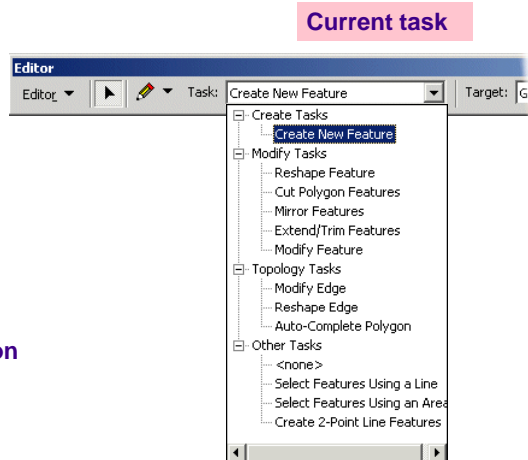 Current task
Editor
Editor Task: Create New Feature Target: G
Create Tasks
Create New Feature
Modify Tasks
Reshape Feature
Cut Polygon Features
Mirror Features
Extend/Trim Features
Modify Feature
Topology Tasks
Modify Edge
Reshape Edge
Auto-Complete Polygon
on
Other Tasks
<none>
Select Features Using a Line
Select Features Using an Area
Create 2-Point Line Features